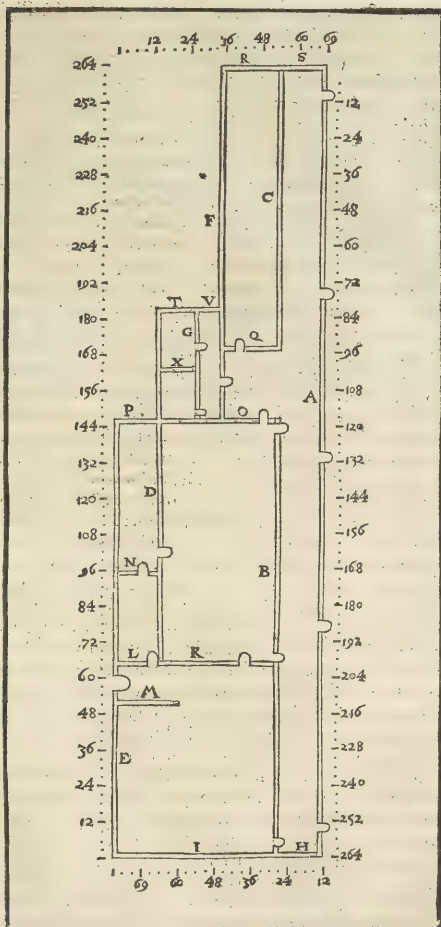 12 24 36 48 60 69
264 R S
252 12
240 24
C 36
228
F 48
216
204 60
192 72
T V
180 G 84
Q
168 X 96
156 A 108
P O
144 120
132 132
D
120 144
108 156
B
N
96 168
84 180
72 192
L K
60 204
M
48 216
36 E 228
24 240
12 252
I H
264
69 60 48 36 24 12